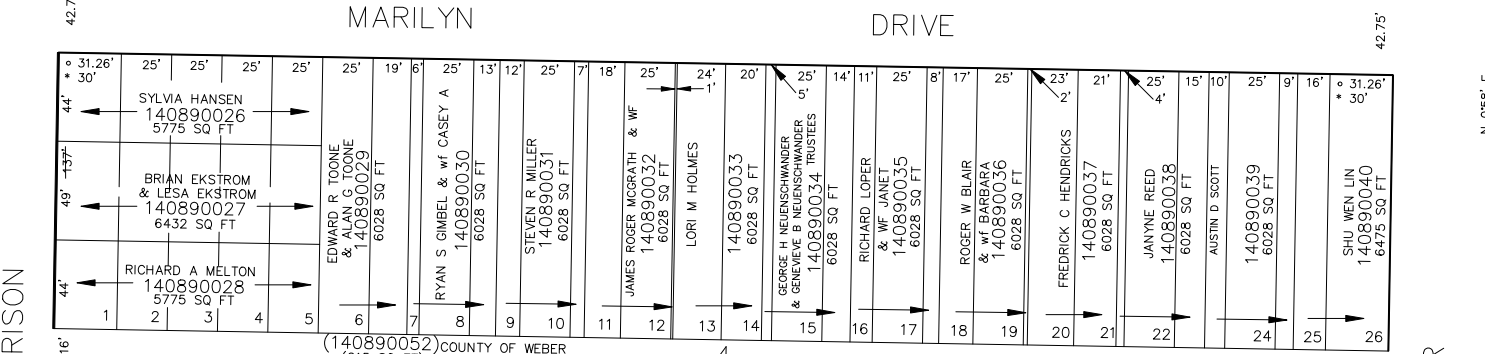 42.75'
MARILYN
DRIVE
42.75'
° 31.26'
* 30'
25'
25'
25'
25'
25'
19'
6'
25'
13'
12'
25'
7'
18'
25'
1'
24'
20'
5'
25'
14'
11'
25'
8'
17'
25'
2'
23'
21'
4'
25'
15'
10'
25'
9'
16'
° 31.26'
* 30'
44'
SYLVIA HANSEN
140890026
5775 SQ FT
137'
49'
BRIAN EKSTROM
& LESA EKSTROM
140890027
6432 SQ FT
44'
RICHARD A MELTON
140890028
5775 SQ FT
EDWARD R TOONE
& ALAN G TOONE
140890029
6028 SQ FT
RYAN S GIMBEL & wf CASEY A
140890030
6028 SQ FT
STEVEN R MILLER
140890031
6028 SQ FT
JAMES ROGER MCGRATH & WF
140890032
6028 SQ FT
LORI M HOLMES
140890033
6028 SQ FT
GEORGE H NEUENSCHWANDER
& GENEVIEVE B NEUENSCHWANDER
TRUSTEES
140890034
6028 SQ FT
RICHARD LOPER
& WF JANET
140890035
6028 SQ FT
ROGER W BLAIR
& wf BARBARA
140890036
6028 SQ FT
FREDRICK C HENDRICKS
140890037
6028 SQ FT
JANYNE REED
140890038
6028 SQ FT
AUSTIN D SCOTT
140890039
6028 SQ FT
SHU WEN LIN
140890040
6475 SQ FT
1
2
3
4
5
6
7
8
9
10
11
12
13
14
15
16
17
18
19
20
21
22
24
25
26
RISON
16'
(140890052) COUNTY OF WEBER